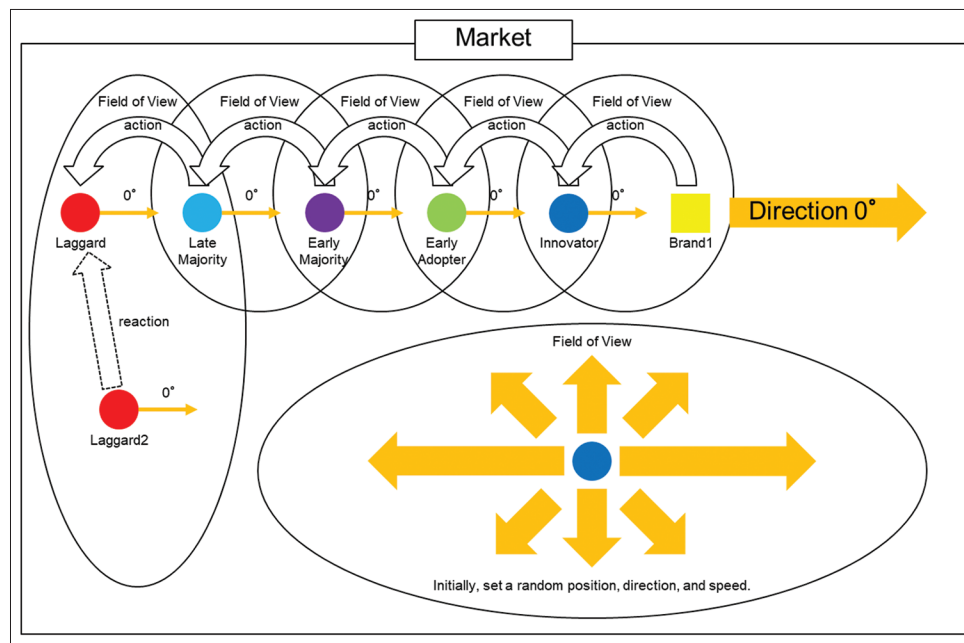 Market
Field of View
Field of View
Field of View
Field of View
Field of View
action
action
action
action
action
0°
0°
0°
0°
0°
Direction 0°
Laggard
Late
Majority
Early
Majority
Early
Adopter
Innovator
Brand1
reaction
0°
Laggard2
Field of View
Initially, set a random position, direction, and speed.